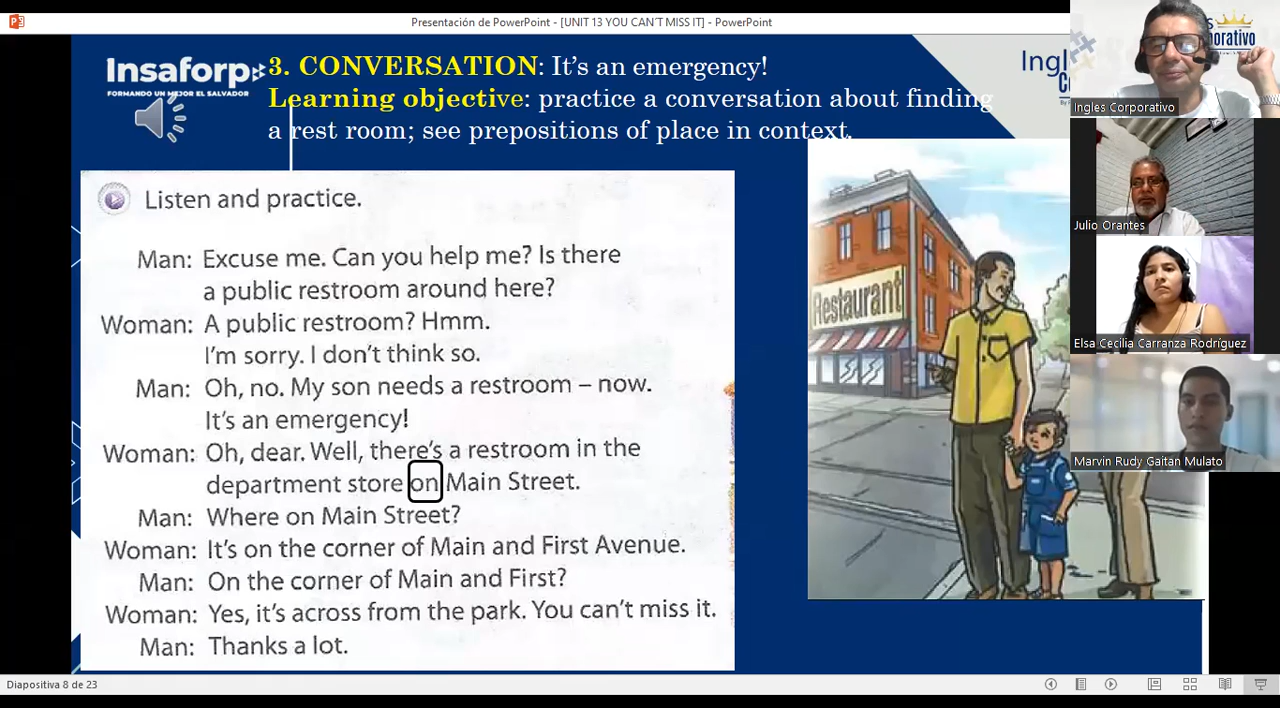 Presentación de PowerPoint - [UNIT 13 YOU CAN´T MISS IT] - PowerPoint
Insaforp
FORMANDO UN MEJOR EL SALVADOR
3. CONVERSATION: It's an emergency!
Learning objective: practice a conversation about finding
a rest room; see prepositions of place in context.
Listen and practice.
Man: Excuse me. Can you help me? Is there
a public restroom around here?
Woman: A public restroom? Hmm.
I'm sorry. I don't think so.
Man: Oh, no. My son needs a restroom – now.
It's an emergency!
Woman: Oh, dear. Well, there's a restroom in the
department store on Main Street.
Man: Where on Main Street?
Woman: It's on the corner of Main and First Avenue.
Man: On the corner of Main and First?
Woman: Yes, it's across from the park. You can't miss it.
Man: Thanks a lot.
Restaurant
Ingles Corporativo
Julio Orantes
Elsa Cecilia Carranza Rodríguez
Marvin Rudy Gaitan Mulato
Diapositiva 8 de 23